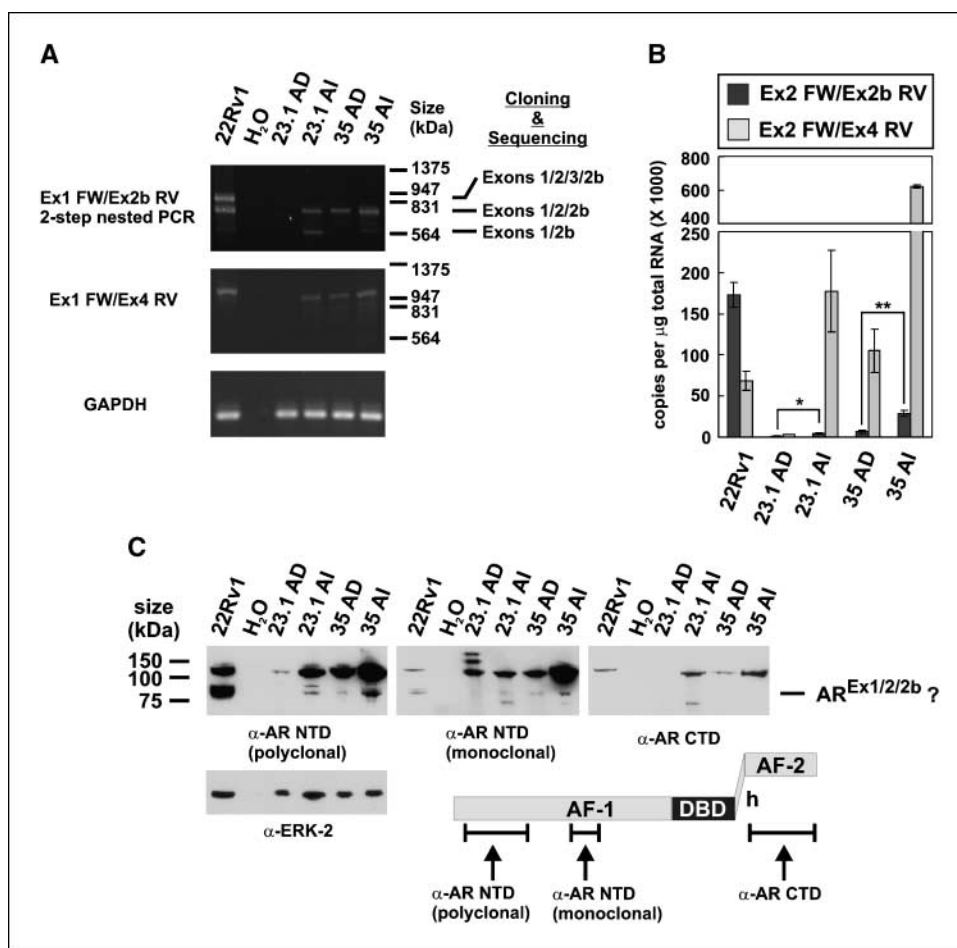 A
22Rv1
H2O
23.1 AD
23.1 AI
35 AD
35 AI
Size
(kDa)
Cloning
&
Sequencing
Ex1 FW/Ex2b RV
2-step nested PCR
1375
947
831
564
Exons 1/2/3/2b
Exons 1/2/2b
Exons 1/2b
Ex1 FW/Ex4 RV
1375
947
831
564
GAPDH
B
Ex2 FW/Ex2b RV
Ex2 FW/Ex4 RV
copies per µg total RNA (X 1000)
800
600
400
250
200
150
100
50
0
*
**
22Rv1
23.1 AD
23.1 AI
35 AD
35 AI
C
size
(kDa)
22Rv1
H2O
23.1 AD
23.1 AI
35 AD
35 AI
22Rv1
H2O
23.1 AD
23.1 AI
35 AD
35 AI
22Rv1
H2O
23.1 AD
23.1 AI
35 AD
35 AI
150
100
75
AR Ex1/2/2b ?
α-AR NTD
(polyclonal)
α-AR NTD
(monoclonal)
α-AR CTD
α-ERK-2
AF-1
DBD
h
AF-2
α-AR NTD
(polyclonal)
α-AR NTD
(monoclonal)
α-AR CTD